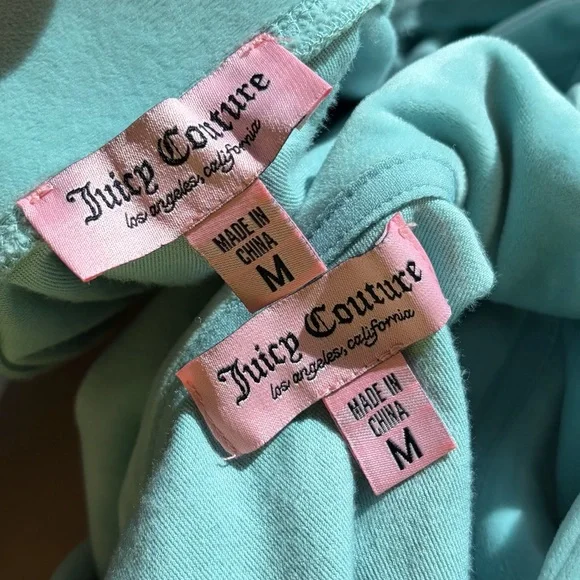 Juicy Couture
los angeles, california
MADE IN
CHINA
M
Juicy Couture
los angeles, california
MADE IN
CHINA
M